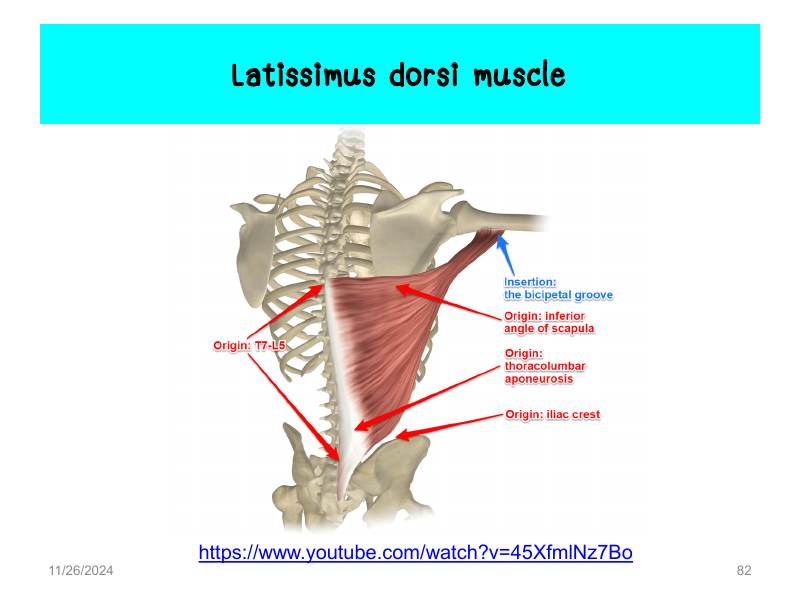 Latissimus dorsi muscle
Insertion:
the bicipetal groove
Origin: inferior
angle of scapula
Origin: T7-L5
Origin:
thoracolumbar
aponeurosis
Origin: iliac crest
https://www.youtube.com/watch?v=45XfmlNz7Bo
11/26/2024
82